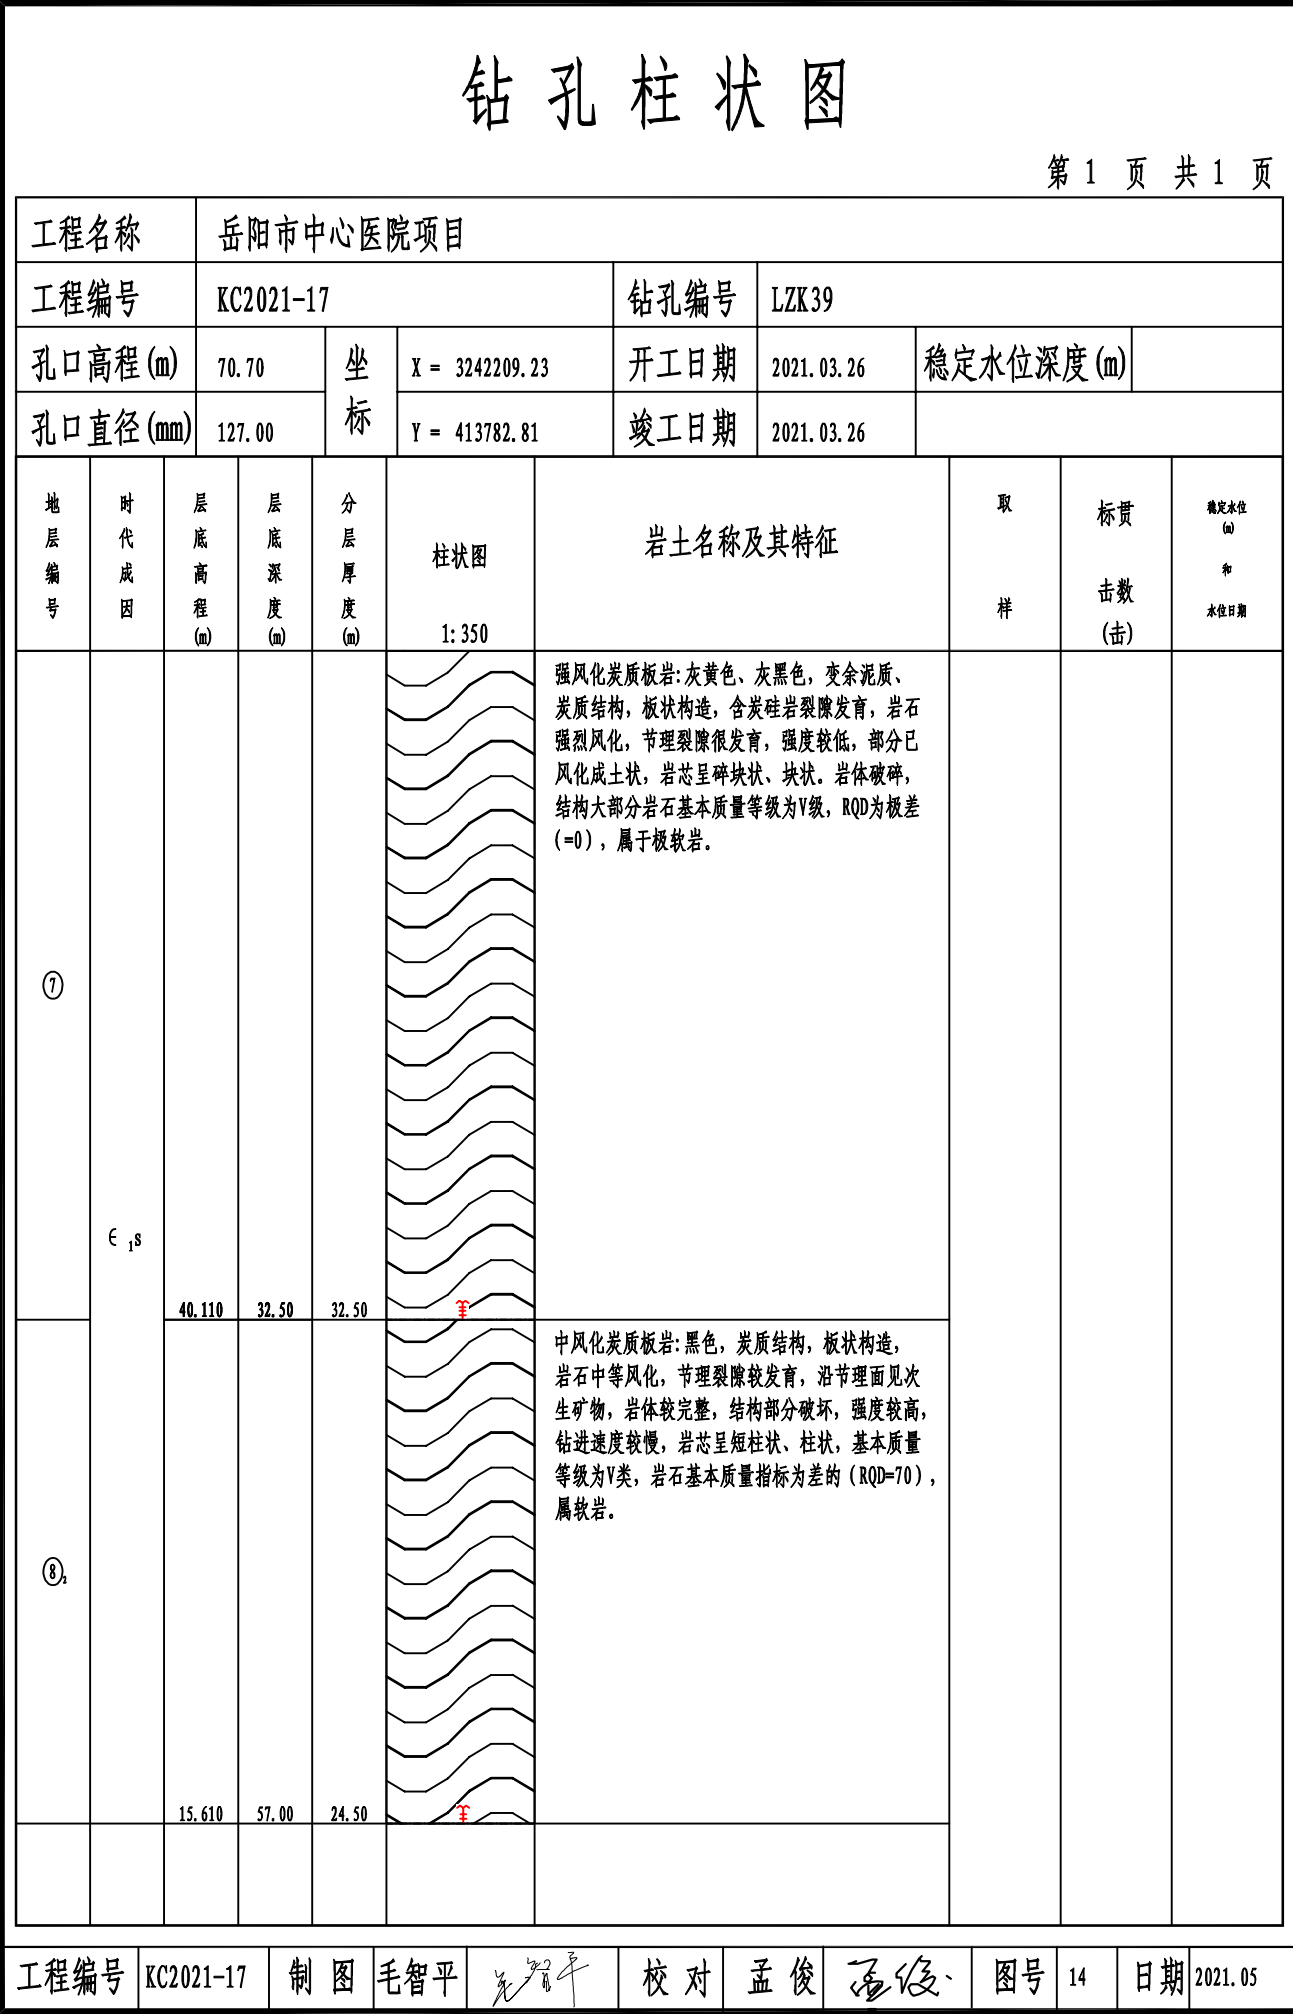 钻孔柱状图
第 1 页 共 1 页
工程名称 岳阳市中心医院项目
工程编号 KC2021-17 钻孔编号 LZK39
孔口高程(m) 70.70 坐标 X = 3242209.23 开工日期 2021.03.26 稳定水位深度(m)
孔口直径(mm) 127.00 Y = 413782.81 竣工日期 2021.03.26
地层编号 时代成因 层底高程(m) 层底深度(m) 分层厚度(m) 柱状图 1:350 岩土名称及其特征 取样 标贯击数(击) 稳定水位(m)和水位日期
强风化炭质板岩:灰黄色、灰黑色，变余泥质、
炭质结构，板状构造，含炭硅岩裂隙发育，岩石
强烈风化，节理裂隙很发育，强度较低，部分已
风化成土状，岩芯呈碎块状、块状。岩体破碎，
结构大部分岩石基本质量等级为V级，RQD为极差
(=0)，属于极软岩。
⑦
∈1s
40.110 32.50 32.50
中风化炭质板岩:黑色，炭质结构，板状构造，
岩石中等风化，节理裂隙较发育，沿节理面见次
生矿物，岩体较完整，结构部分破坏，强度较高，
钻进速度较慢，岩芯呈短柱状、柱状，基本质量
等级为V类，岩石基本质量指标为差的（RQD=70），
属软岩。
⑧2
15.610 57.00 24.50
工程编号 KC2021-17 制图 毛智平 毛智平 校对 孟俊 孟俊 图号 14 日期 2021.05